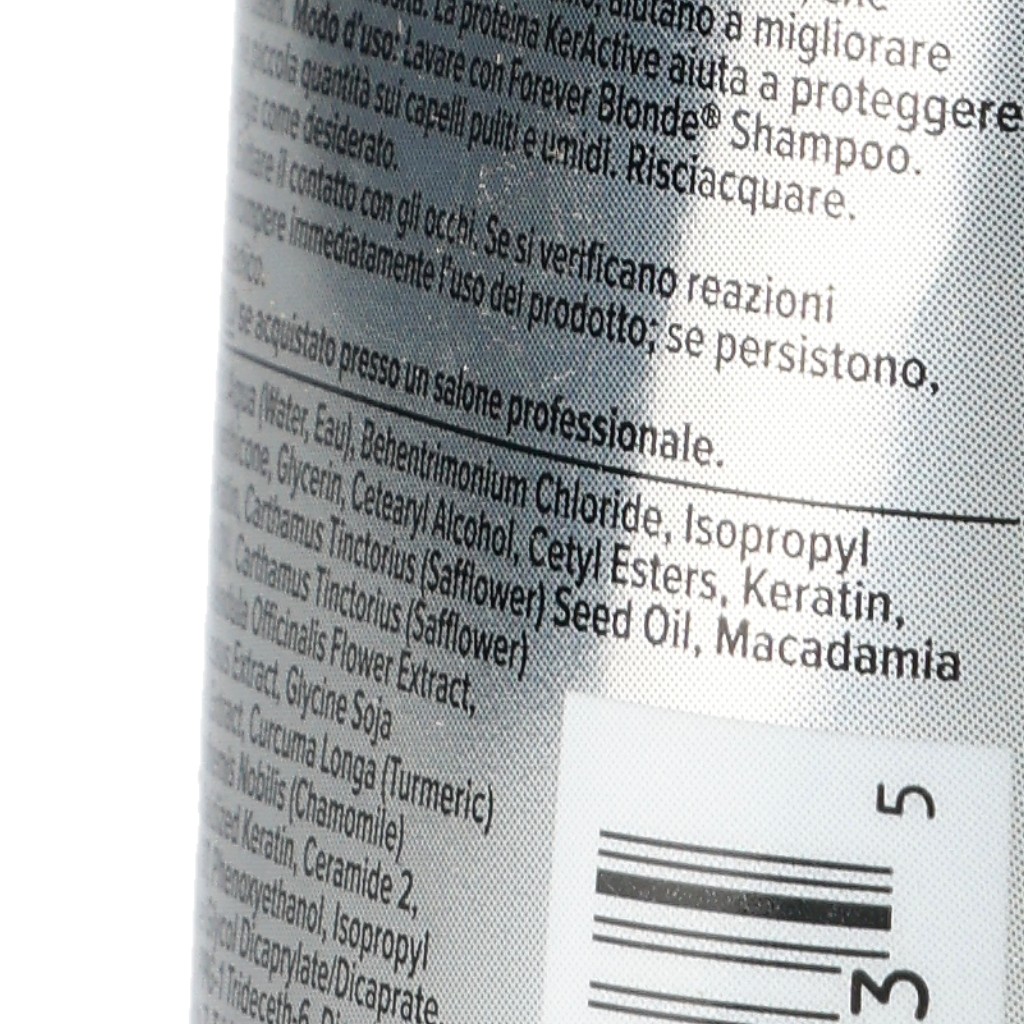 aiutano a migliorare
La proteina KerActive aiuta a proteggere
Modo d'uso: Lavare con Forever Blonde® Shampoo.
piccola quantità sui capelli puliti e umidi. Risciacquare.
come desiderato.
il contatto con gli occhi. Se si verificano reazioni
immediatamente l'uso del prodotto; se persistono,
se acquistato presso un salone professionale.
(Water, Eau), Behentrimonium Chloride, Isopropyl
Glycerin, Cetearyl Alcohol, Cetyl Esters, Keratin,
Carthamus Tinctorius (Safflower) Seed Oil, Macadamia
Carthamus Tinctorius (Safflower)
Officinalis Flower Extract,
Extract, Glycine Soja
Curcuma Longa (Turmeric)
Nobilis (Chamomile)
Keratin, Ceramide 2,
Phenoxyethanol, Isopropyl
Glycol Dicaprylate/Dicaprate,
Trideceth-6,
5
3